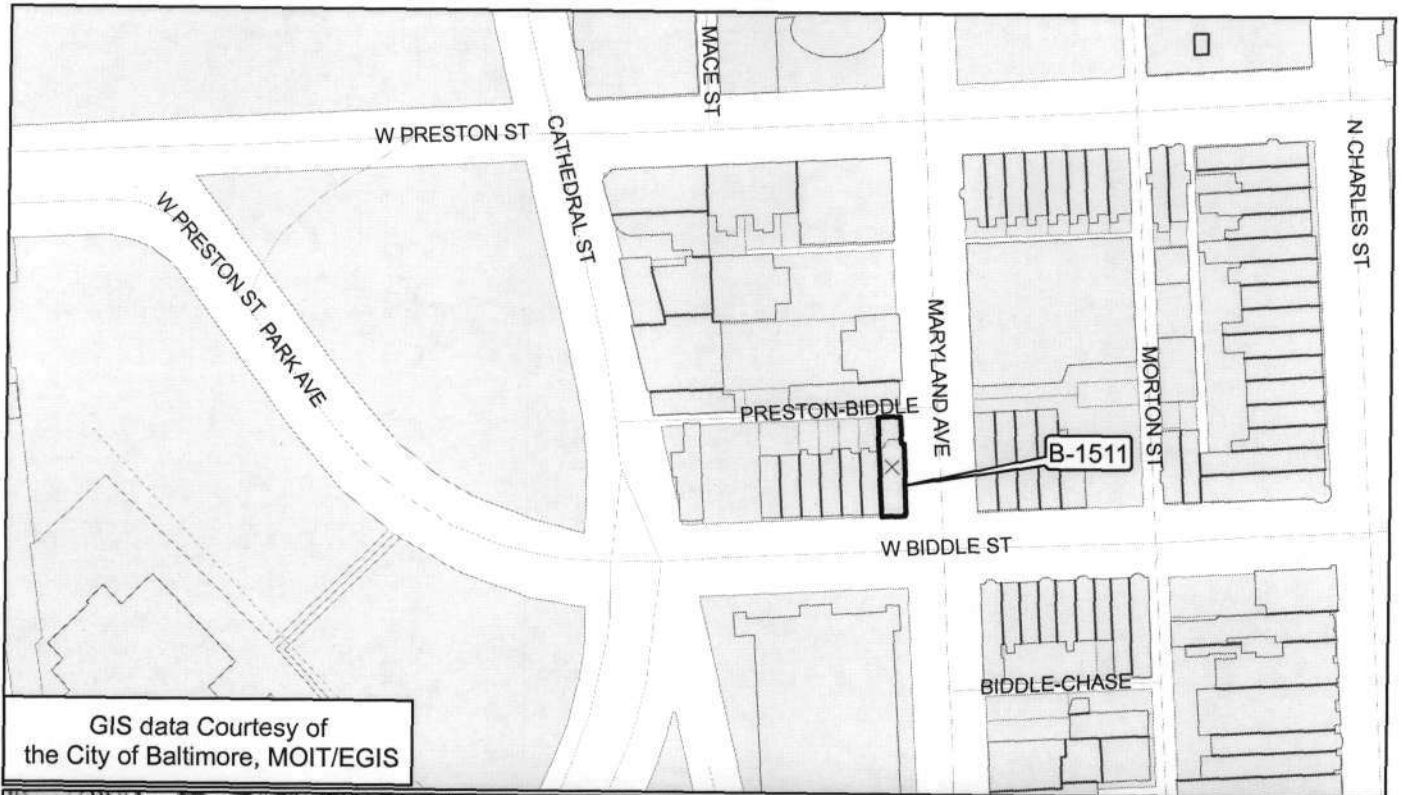 MACE ST
W PRESTON ST
CATHEDRAL ST
N CHARLES ST
W PRESTON ST PARK AVE
MARYLAND AVE
MORTON ST
PRESTON-BIDDLE
B-1511
W BIDDLE ST
BIDDLE-CHASE
GIS data Courtesy of
the City of Baltimore, MOIT/EGIS